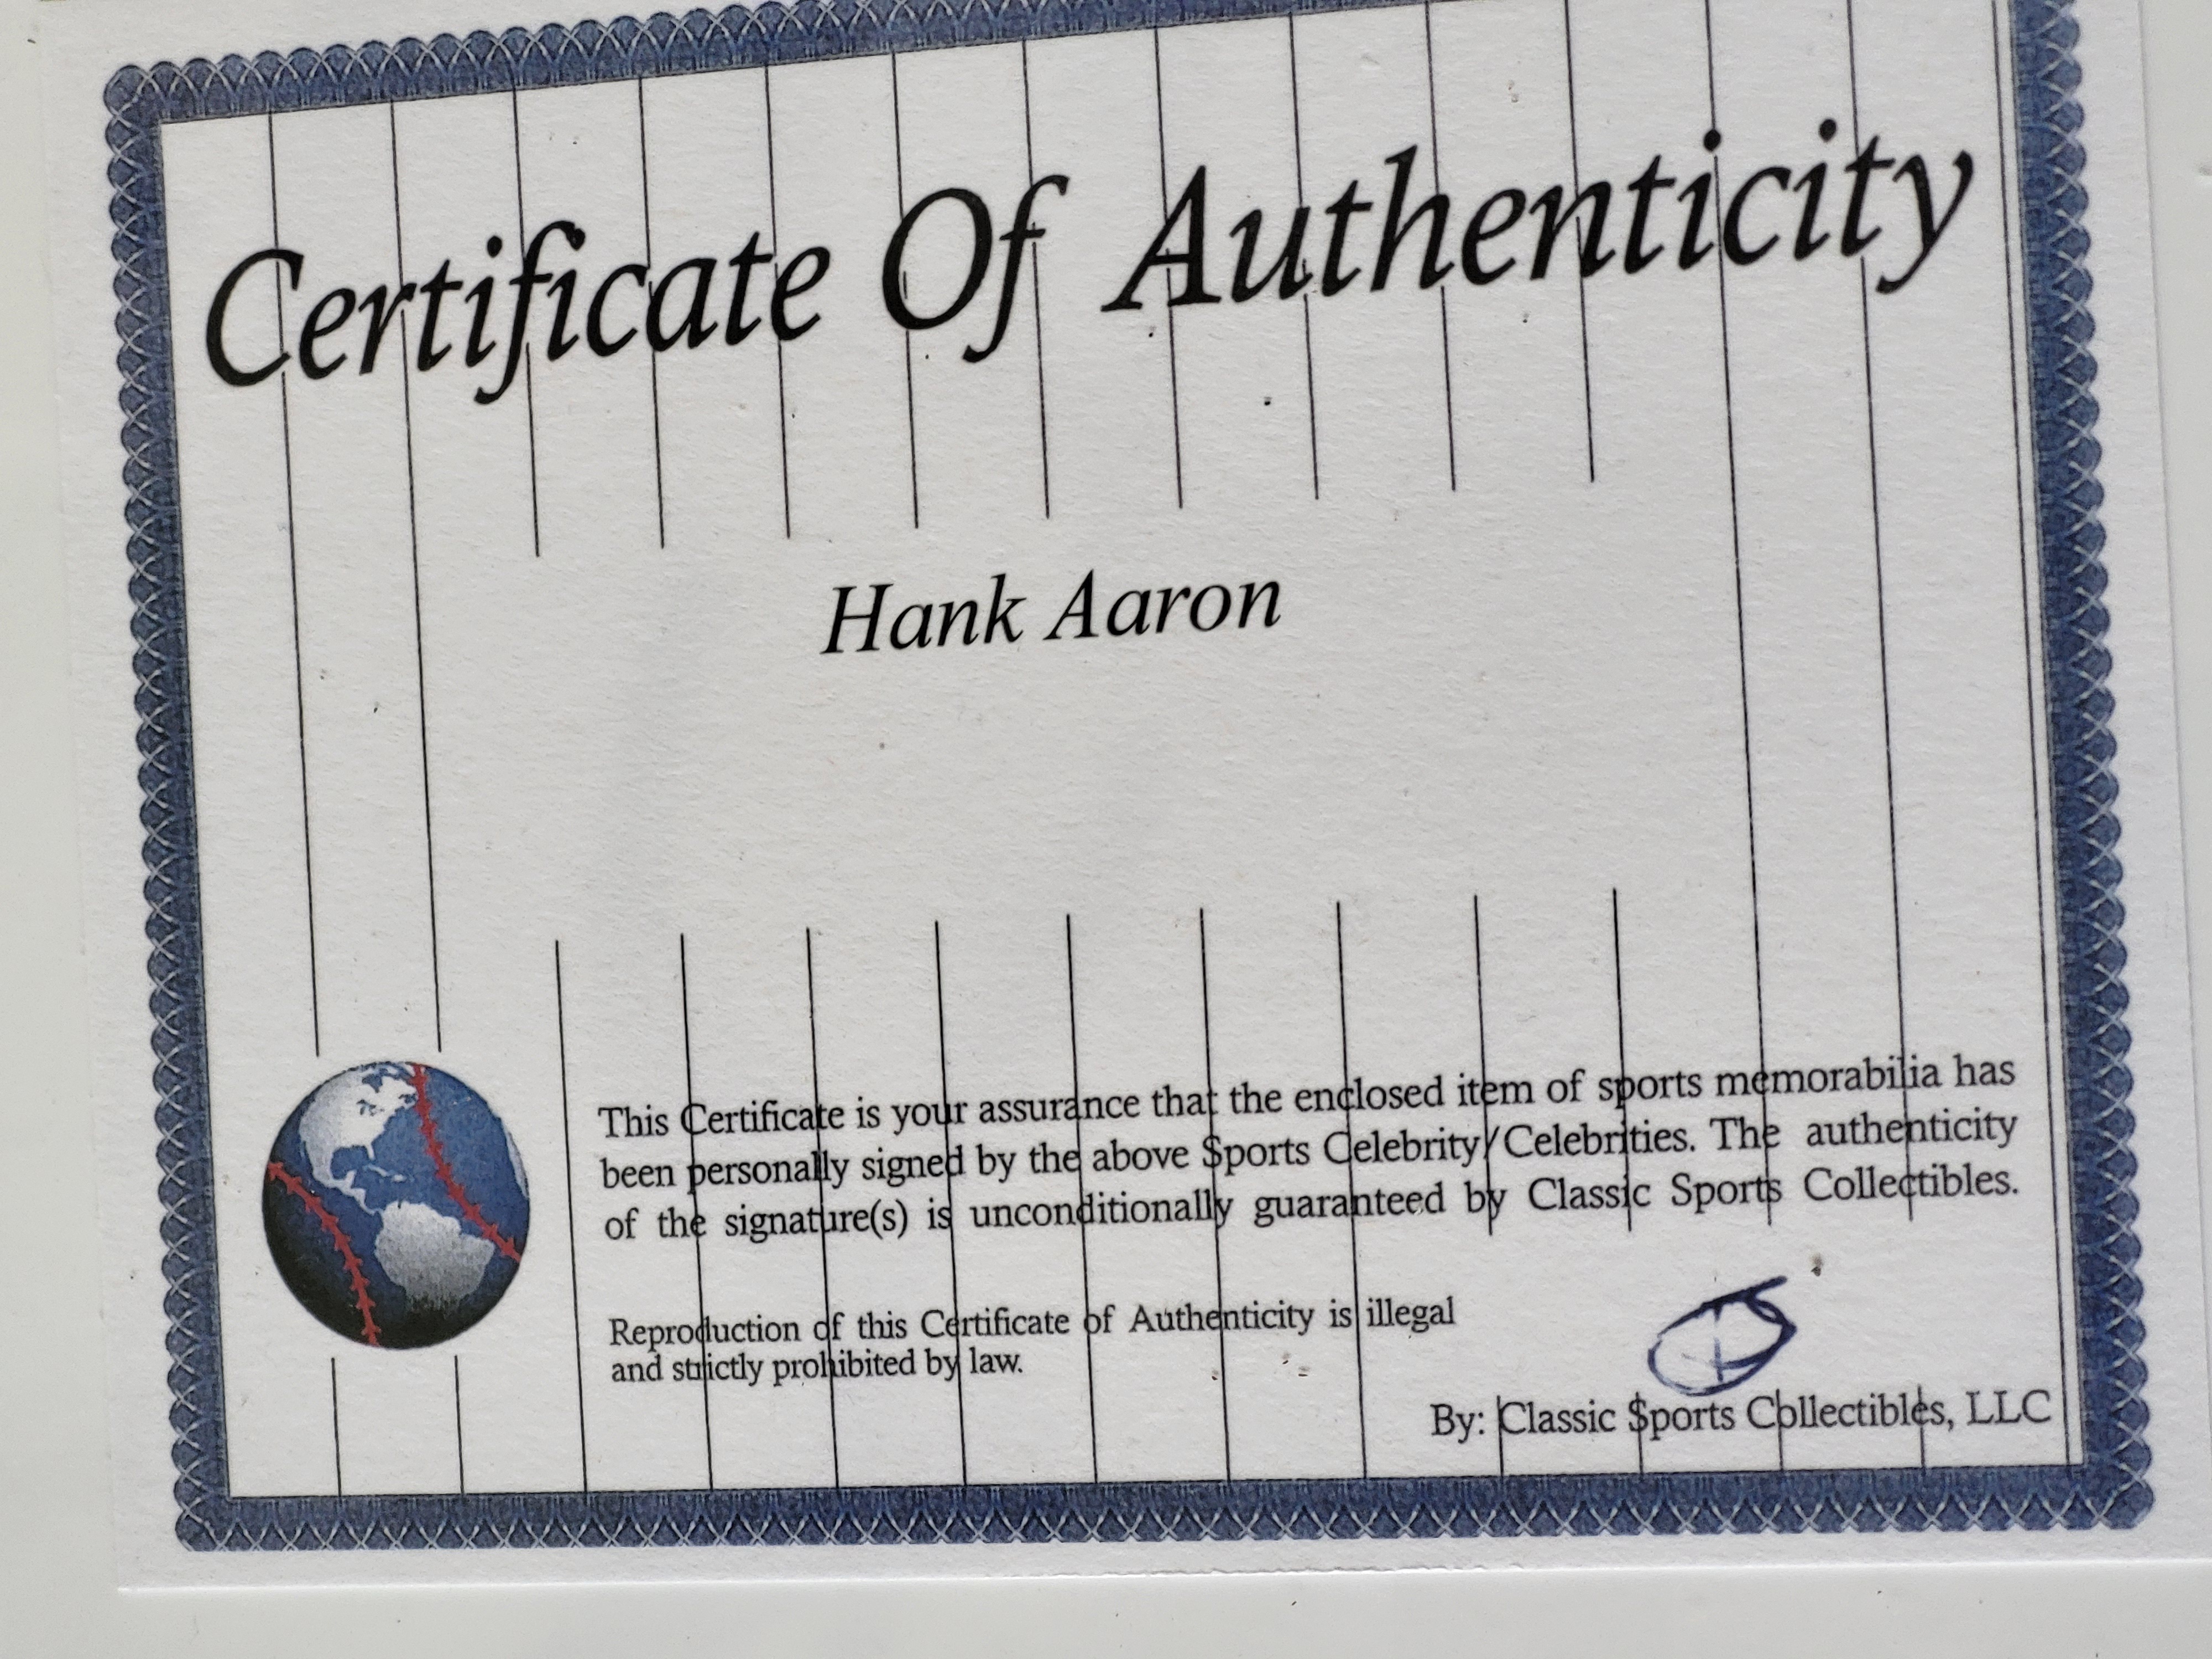 Certificate Of Authenticity
Hank Aaron
This Certificate is your assurance that the enclosed item of sports memorabilia has
been personally signed by the above Sports Celebrity/Celebrities. The authenticity
of the signature(s) is unconditionally guaranteed by Classic Sports Collectibles.
Reproduction of this Certificate of Authenticity is illegal
and strictly prohibited by law.
By: Classic Sports Collectibles, LLC